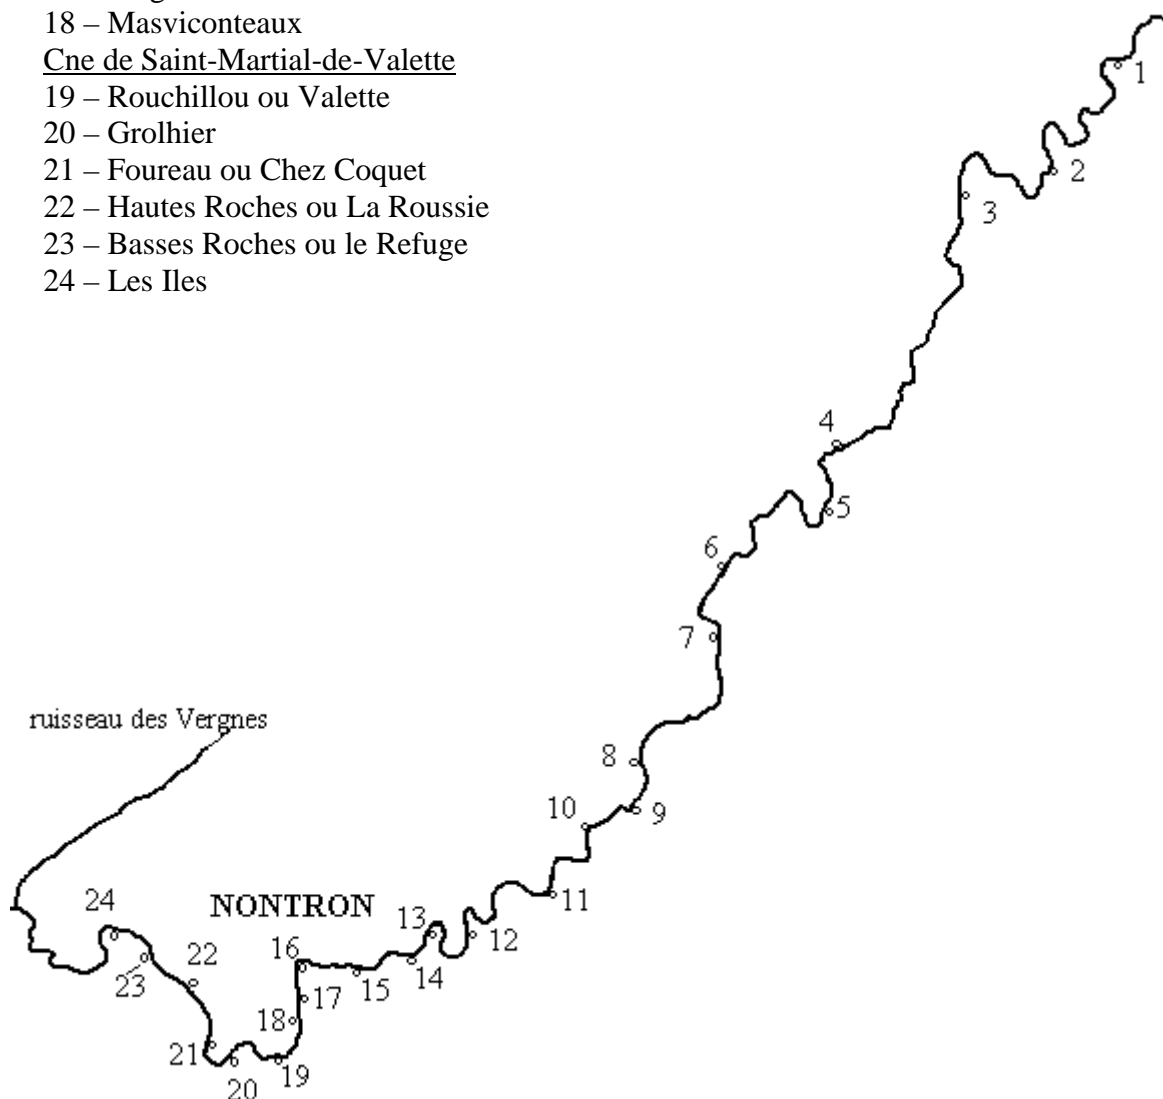 18 – Masviconteaux
Cne de Saint-Martial-de-Valette
19 – Rouchillou ou Valette
20 – Grolhier
21 – Foureau ou Chez Coquet
22 – Hautes Roches ou La Roussie
23 – Basses Roches ou le Refuge
24 – Les Iles
1
2
3
4
5
6
7
ruisseau des Vergnes
8
9
10
11
24
NONTRON
13
12
16
14
22
23
15
17
18
21
20
19